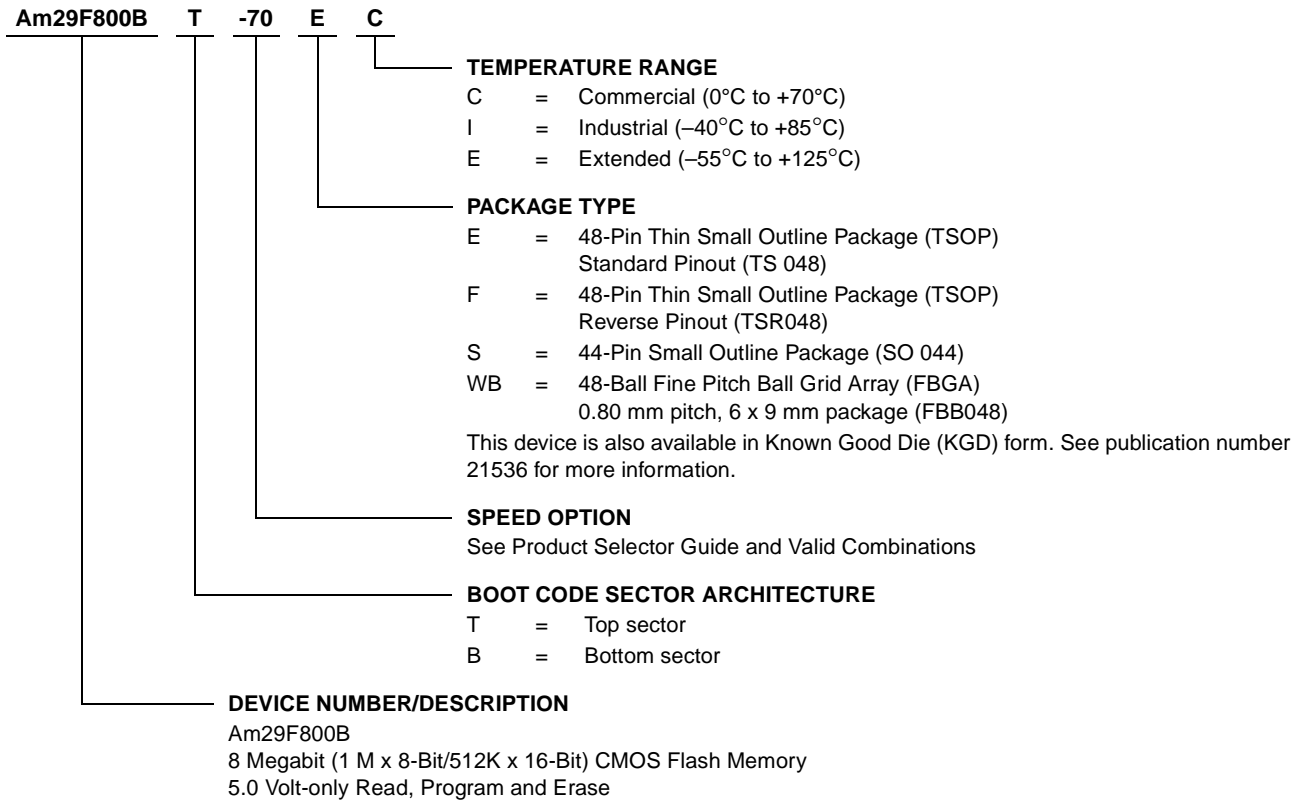 Am29F800B T -70 E C
TEMPERATURE RANGE
C = Commercial (0°C to +70°C)
I = Industrial (–40°C to +85°C)
E = Extended (–55°C to +125°C)
PACKAGE TYPE
E = 48-Pin Thin Small Outline Package (TSOP)
Standard Pinout (TS 048)
F = 48-Pin Thin Small Outline Package (TSOP)
Reverse Pinout (TSR048)
S = 44-Pin Small Outline Package (SO 044)
WB = 48-Ball Fine Pitch Ball Grid Array (FBGA)
0.80 mm pitch, 6 x 9 mm package (FBB048)
This device is also available in Known Good Die (KGD) form. See publication number
21536 for more information.
SPEED OPTION
See Product Selector Guide and Valid Combinations
BOOT CODE SECTOR ARCHITECTURE
T = Top sector
B = Bottom sector
DEVICE NUMBER/DESCRIPTION
Am29F800B
8 Megabit (1 M x 8-Bit/512K x 16-Bit) CMOS Flash Memory
5.0 Volt-only Read, Program and Erase